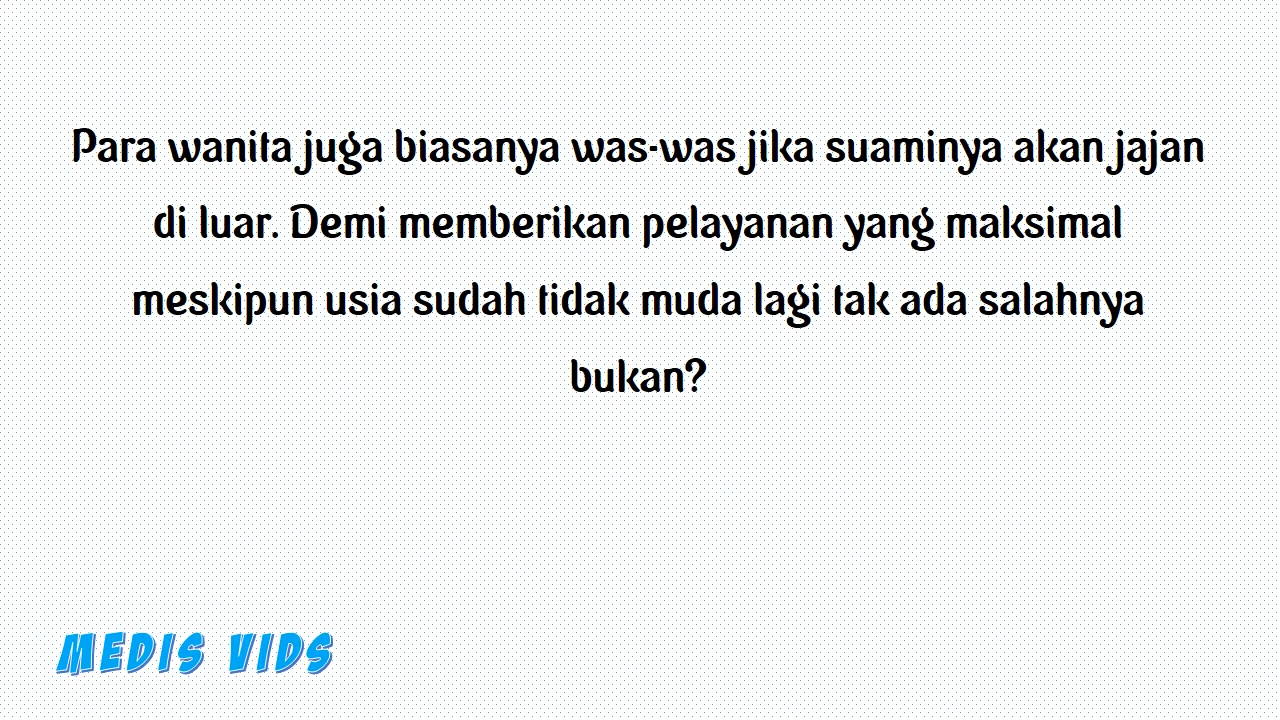 Para wanita juga biasanya was-was jika suaminya akan jajan
di luar. Demi memberikan pelayanan yang maksimal
meskipun usia sudah tidak muda lagi tak ada salahnya
bukan?
MEDIS VIDS